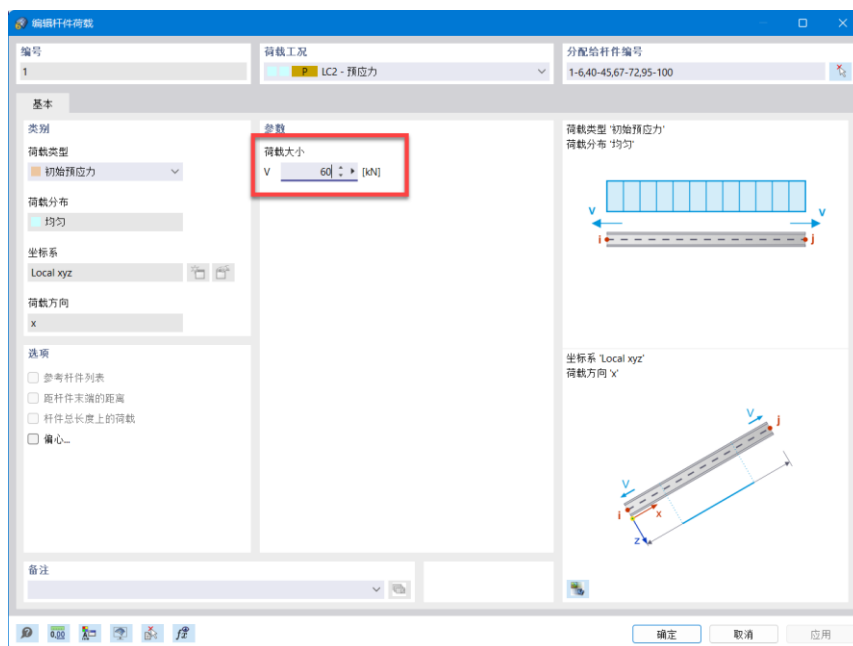 编辑杆件荷载
编号
1
荷载工况
P LC2 - 预应力
分配给杆件编号
1-6,40-45,67-72,95-100
基本
类别
荷载类型
初始预应力
荷载分布
均匀
坐标系
Local xyz
荷载方向
x
选项
参考杆件列表
距杆件末端的距离
杆件总长度上的荷载
偏心...
参数
荷载大小
V 60 [kN]
荷载类型 '初始预应力'
荷载分布 '均匀'
V V
i j
坐标系 'Local xyz'
荷载方向 'x'
V
j
V
i x
z
备注
0,00
确定 取消 应用